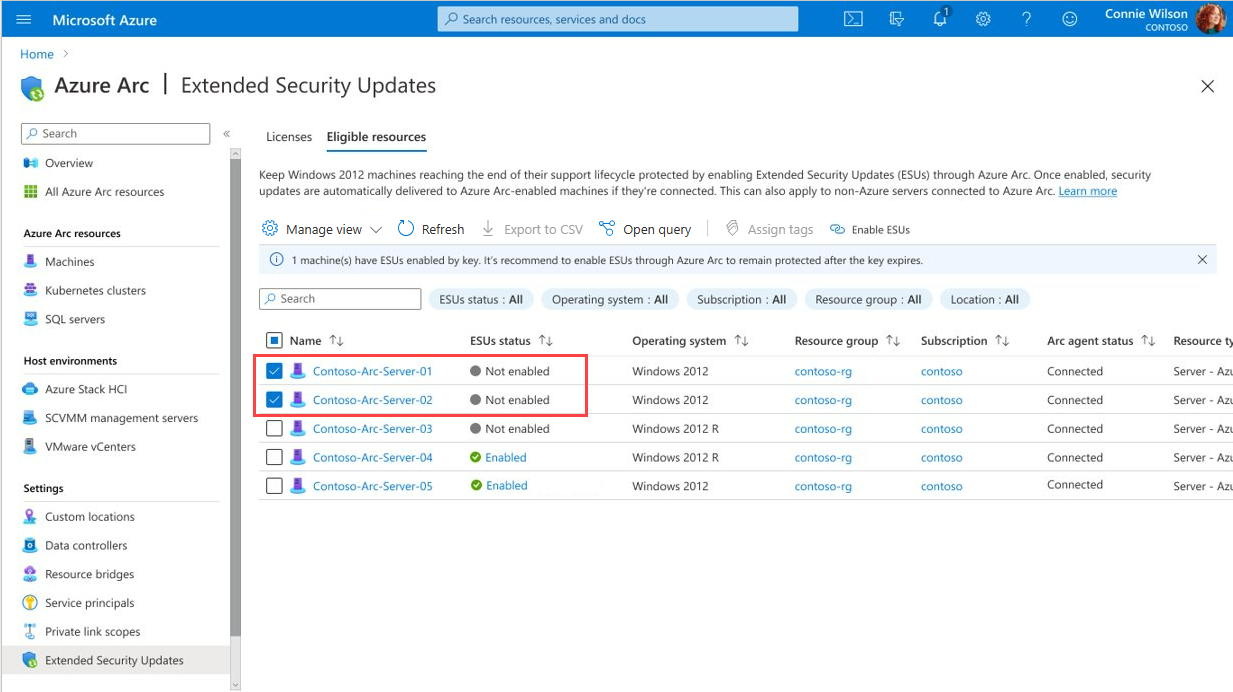 Microsoft Azure
Search resources, services and docs
1
Connie Wilson
CONTOSO
Home
Azure Arc | Extended Security Updates
Search
«
Overview
All Azure Arc resources
Azure Arc resources
Machines
Kubernetes clusters
SQL servers
Host environments
Azure Stack HCI
SCVMM management servers
VMware vCenters
Settings
Custom locations
Data controllers
Resource bridges
Service principals
Private link scopes
Extended Security Updates
Licenses Eligible resources
Keep Windows 2012 machines reaching the end of their support lifecycle protected by enabling Extended Security Updates (ESUs) through Azure Arc. Once enabled, security
updates are automatically delivered to Azure Arc-enabled machines if they're connected. This can also apply to non-Azure servers connected to Azure Arc. Learn more
Manage view Refresh Export to CSV Open query Assign tags Enable ESUs
1 machine(s) have ESUs enabled by key. It's recommend to enable ESUs through Azure Arc to remain protected after the key expires.
Search ESUs status : All Operating system : All Subscription : All Resource group : All Location : All
Name ESUs status Operating system Resource group Subscription Arc agent status Resource ty
Contoso-Arc-Server-01 Not enabled Windows 2012 contoso-rg contoso Connected Server - Azu
Contoso-Arc-Server-02 Not enabled Windows 2012 contoso-rg contoso Connected Server - Azu
Contoso-Arc-Server-03 Not enabled Windows 2012 R contoso-rg contoso Connected Server - Azu
Contoso-Arc-Server-04 Enabled Windows 2012 R contoso-rg contoso Connected Server - Azu
Contoso-Arc-Server-05 Enabled Windows 2012 contoso-rg contoso Connected Server - Azu